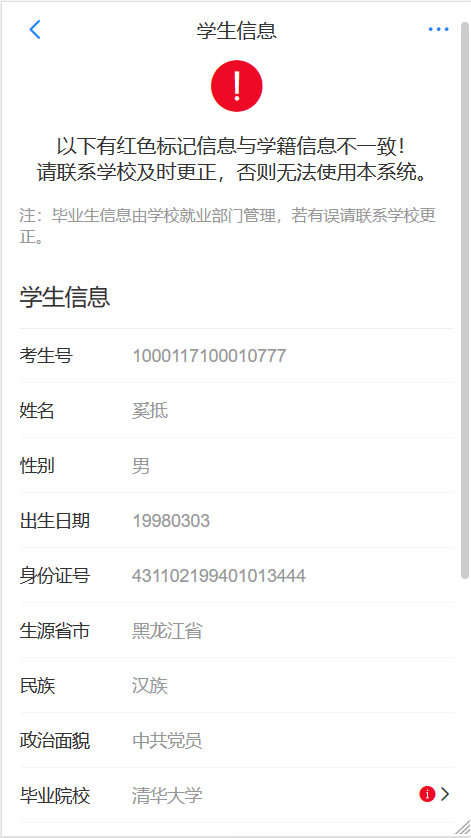 学生信息
以下有红色标记信息与学籍信息不一致！
请联系学校及时更正，否则无法使用本系统。
注：毕业生信息由学校就业部门管理，若有误请联系学校更
正。
学生信息
考生号 1000117100010777
姓名 奚抵
性别 男
出生日期 19980303
身份证号 431102199401013444
生源省市 黑龙江省
民族 汉族
政治面貌 中共党员
毕业院校 清华大学